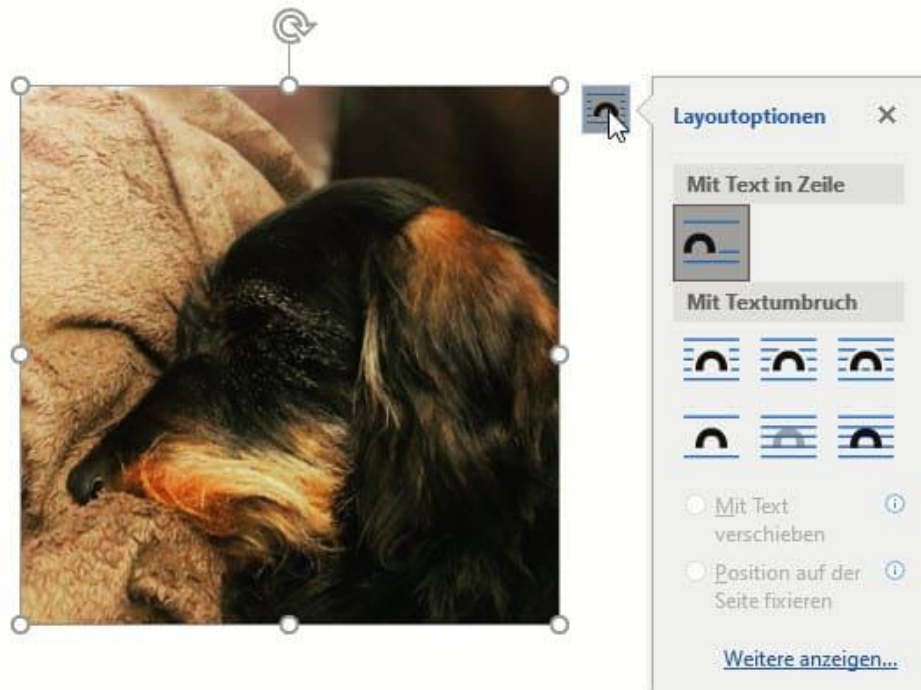 Layoutoptionen
Mit Text in Zeile
Mit Textumbruch
Mit Text
verschieben
Position auf der
Seite fixieren
Weitere anzeigen...